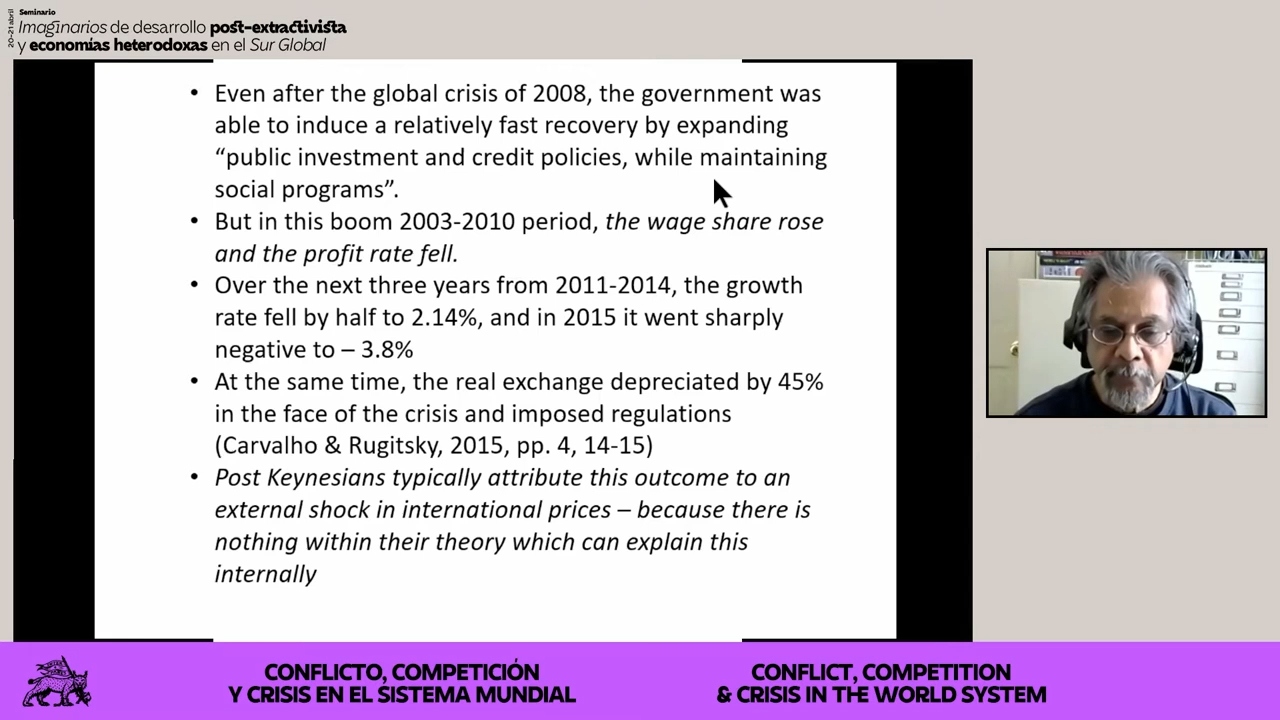 20-21 abril
Seminario
Imaginarios de desarrollo post-extractivista
y economías heterodoxas en el Sur Global
• Even after the global crisis of 2008, the government was
able to induce a relatively fast recovery by expanding
“public investment and credit policies, while maintaining
social programs”.
• But in this boom 2003-2010 period, the wage share rose
and the profit rate fell.
• Over the next three years from 2011-2014, the growth
rate fell by half to 2.14%, and in 2015 it went sharply
negative to – 3.8%
• At the same time, the real exchange depreciated by 45%
in the face of the crisis and imposed regulations
(Carvalho & Rugitsky, 2015, pp. 4, 14-15)
• Post Keynesians typically attribute this outcome to an
external shock in international prices – because there is
nothing within their theory which can explain this
internally
CONFLICTO, COMPETICIÓN
Y CRISIS EN EL SISTEMA MUNDIAL
CONFLICT, COMPETITION
& CRISIS IN THE WORLD SYSTEM